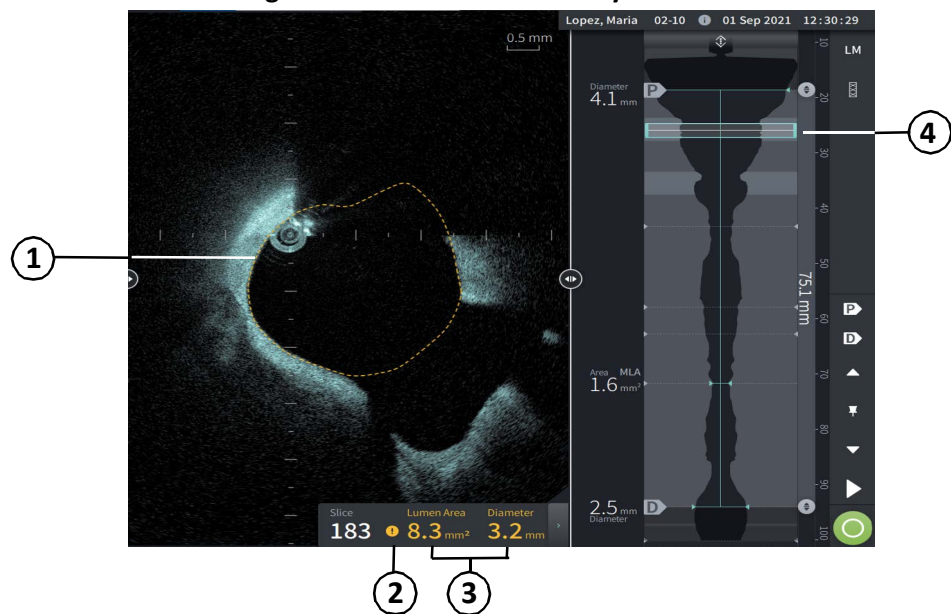 Lopez, Maria 02-10 01 Sep 2021 12:30:29
0.5 mm
LM
Diameter
4.1 mm
P
10
20
30
40
50
60
70
80
90
100
75.1 mm
P
D
Area MLA
1.6 mm²
2.5 mm
Diameter
D
Slice
183
! Lumen Area
8.3 mm²
Diameter
3.2 mm
1
2
3
4